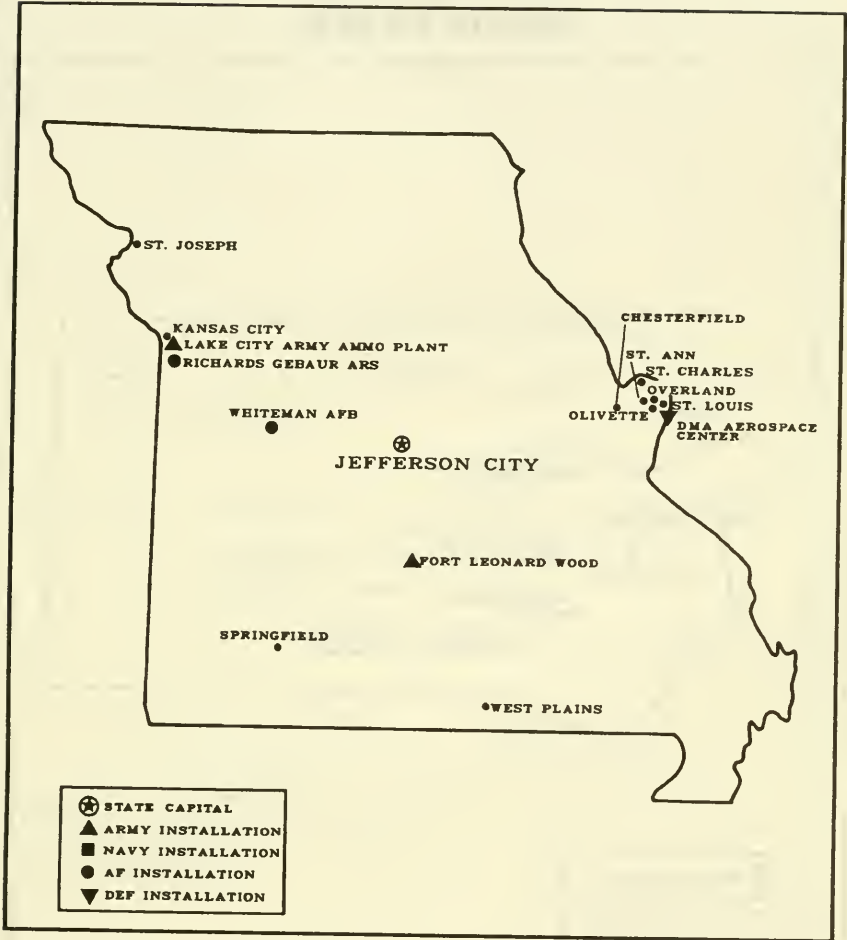 ST. JOSEPH
KANSAS CITY
LAKE CITY ARMY AMMO PLANT
RICHARDS GEBAUR ARS
WHITEMAN AFB
JEFFERSON CITY
CHESTERFIELD
ST. ANN
ST. CHARLES
OVERLAND
OLIVETTE
ST. LOUIS
DMA AEROSPACE
CENTER
FORT LEONARD WOOD
SPRINGFIELD
WEST PLAINS
STATE CAPITAL
ARMY INSTALLATION
NAVY INSTALLATION
AF INSTALLATION
DEF INSTALLATION